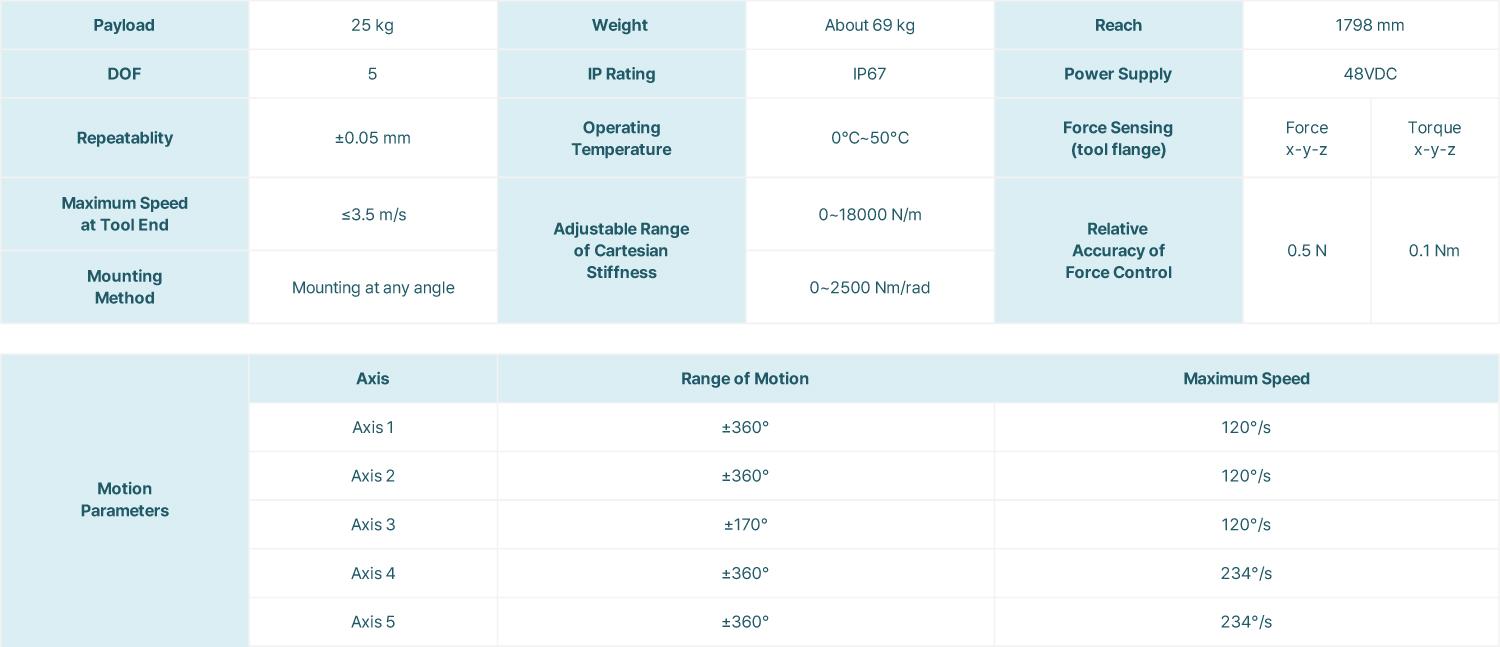 Payload
25 kg
Weight
About 69 kg
Reach
1798 mm
DOF
5
IP Rating
IP67
Power Supply
48VDC
Repeatablity
±0.05 mm
Operating
Temperature
0°C~50°C
Force Sensing
(tool flange)
Force
x-y-z
Torque
x-y-z
Maximum Speed
at Tool End
≤3.5 m/s
Adjustable Range
of Cartesian
Stiffness
0~18000 N/m
Relative
Accuracy of
Force Control
0.5 N
0.1 Nm
Mounting
Method
Mounting at any angle
0~2500 Nm/rad
Motion
Parameters
Axis
Range of Motion
Maximum Speed
Axis 1
±360°
120°/s
Axis 2
±360°
120°/s
Axis 3
±170°
120°/s
Axis 4
±360°
234°/s
Axis 5
±360°
234°/s